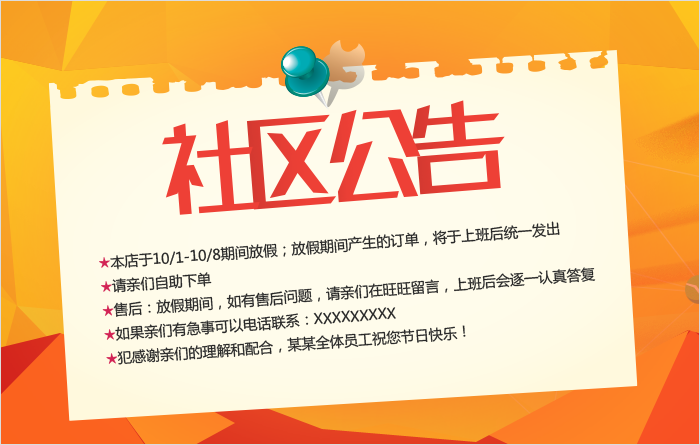 社区公告
★本店于10/1-10/8期间放假；放假期间产生的订单，将于上班后统一发出
★请亲们自助下单
★售后：放假期间，如有售后问题，请亲们在旺旺留言，上班后会逐一认真答复
★如果亲们有急事可以电话联系：XXXXXXXXX
★犯感谢亲们的理解和配合，某某全体员工祝您节日快乐！